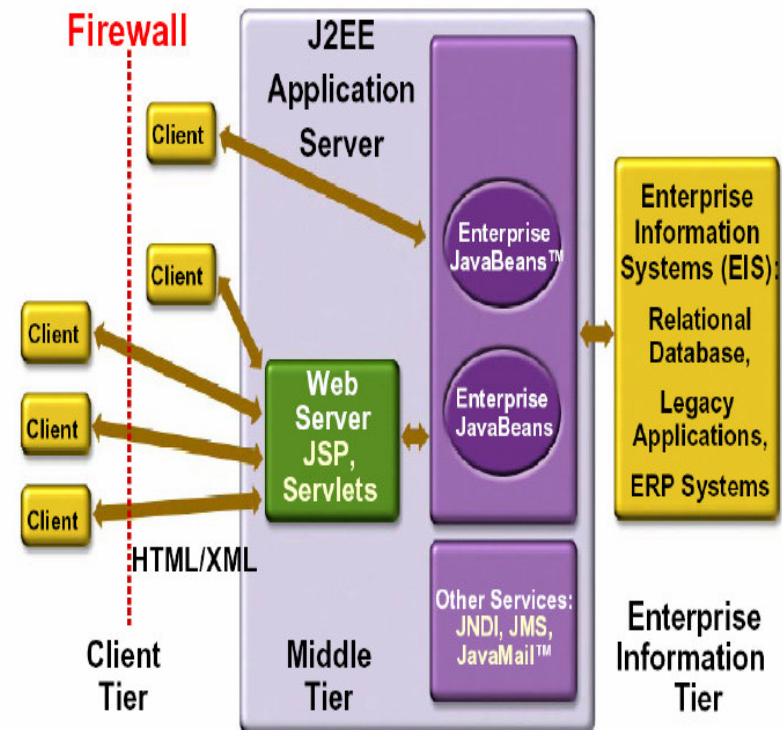 Firewall
J2EE
Application
Server
Client
Client
Client
Client
Client
HTML/XML
Web
Server
JSP,
Servlets
Enterprise
JavaBeans™
Enterprise
JavaBeans
Other Services:
JNDI, JMS,
JavaMail™
Enterprise
Information
Systems (EIS):
Relational
Database,
Legacy
Applications,
ERP Systems
Client
Tier
Middle
Tier
Enterprise
Information
Tier